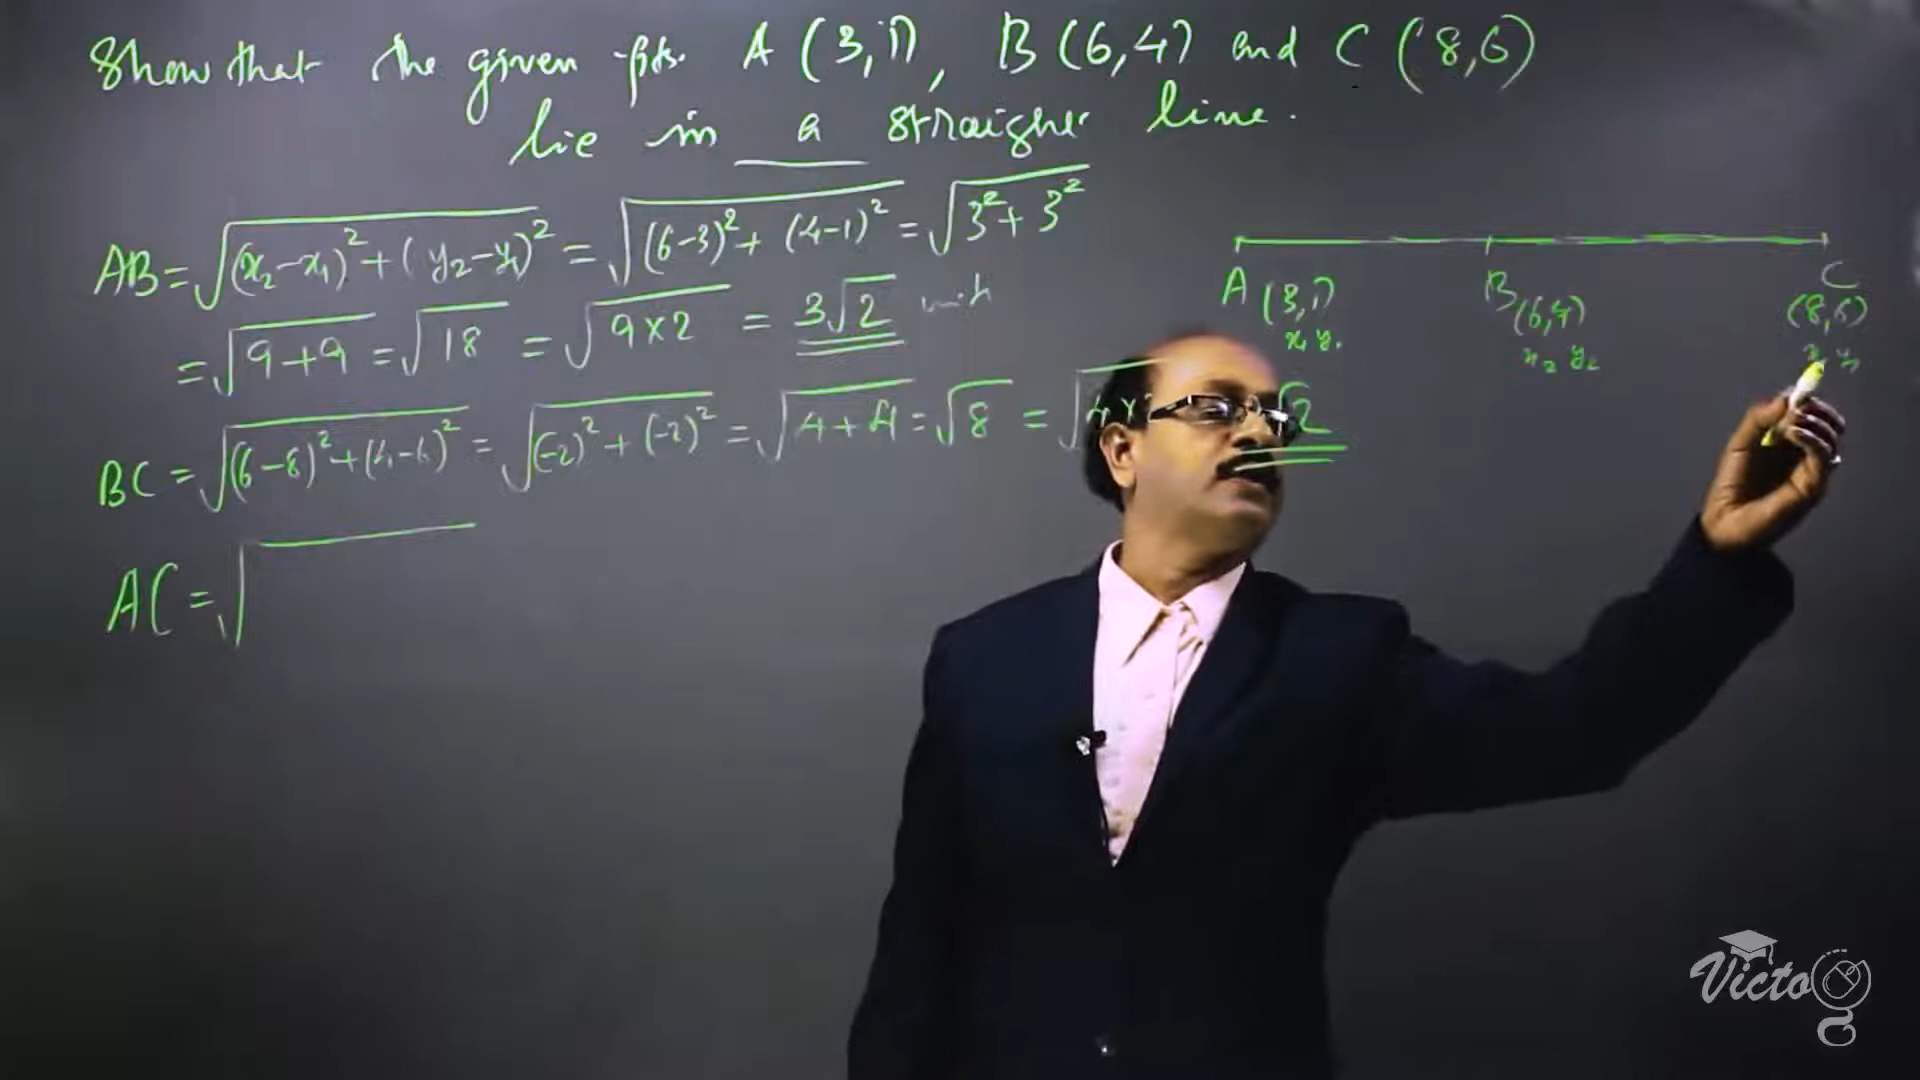 Show that the given pts. A (3,1), B (6,4) and C (8,6)
lie in a straight line.
AB = √(x₂-x₁)² + (y₂-y₁)² = √(6-3)² + (4-1)² = √3² + 3²
= √9+9 = √18 = √9×2 = 3√2 units
BC = √(6-8)² + (4-6)² = √(-2)² + (-2)² = √4+4 = √8 = √4× √2
AC = √
A (3,1)
x₁ y₁
B (6,4)
x₂ y₂
C
(8,6)
Victo